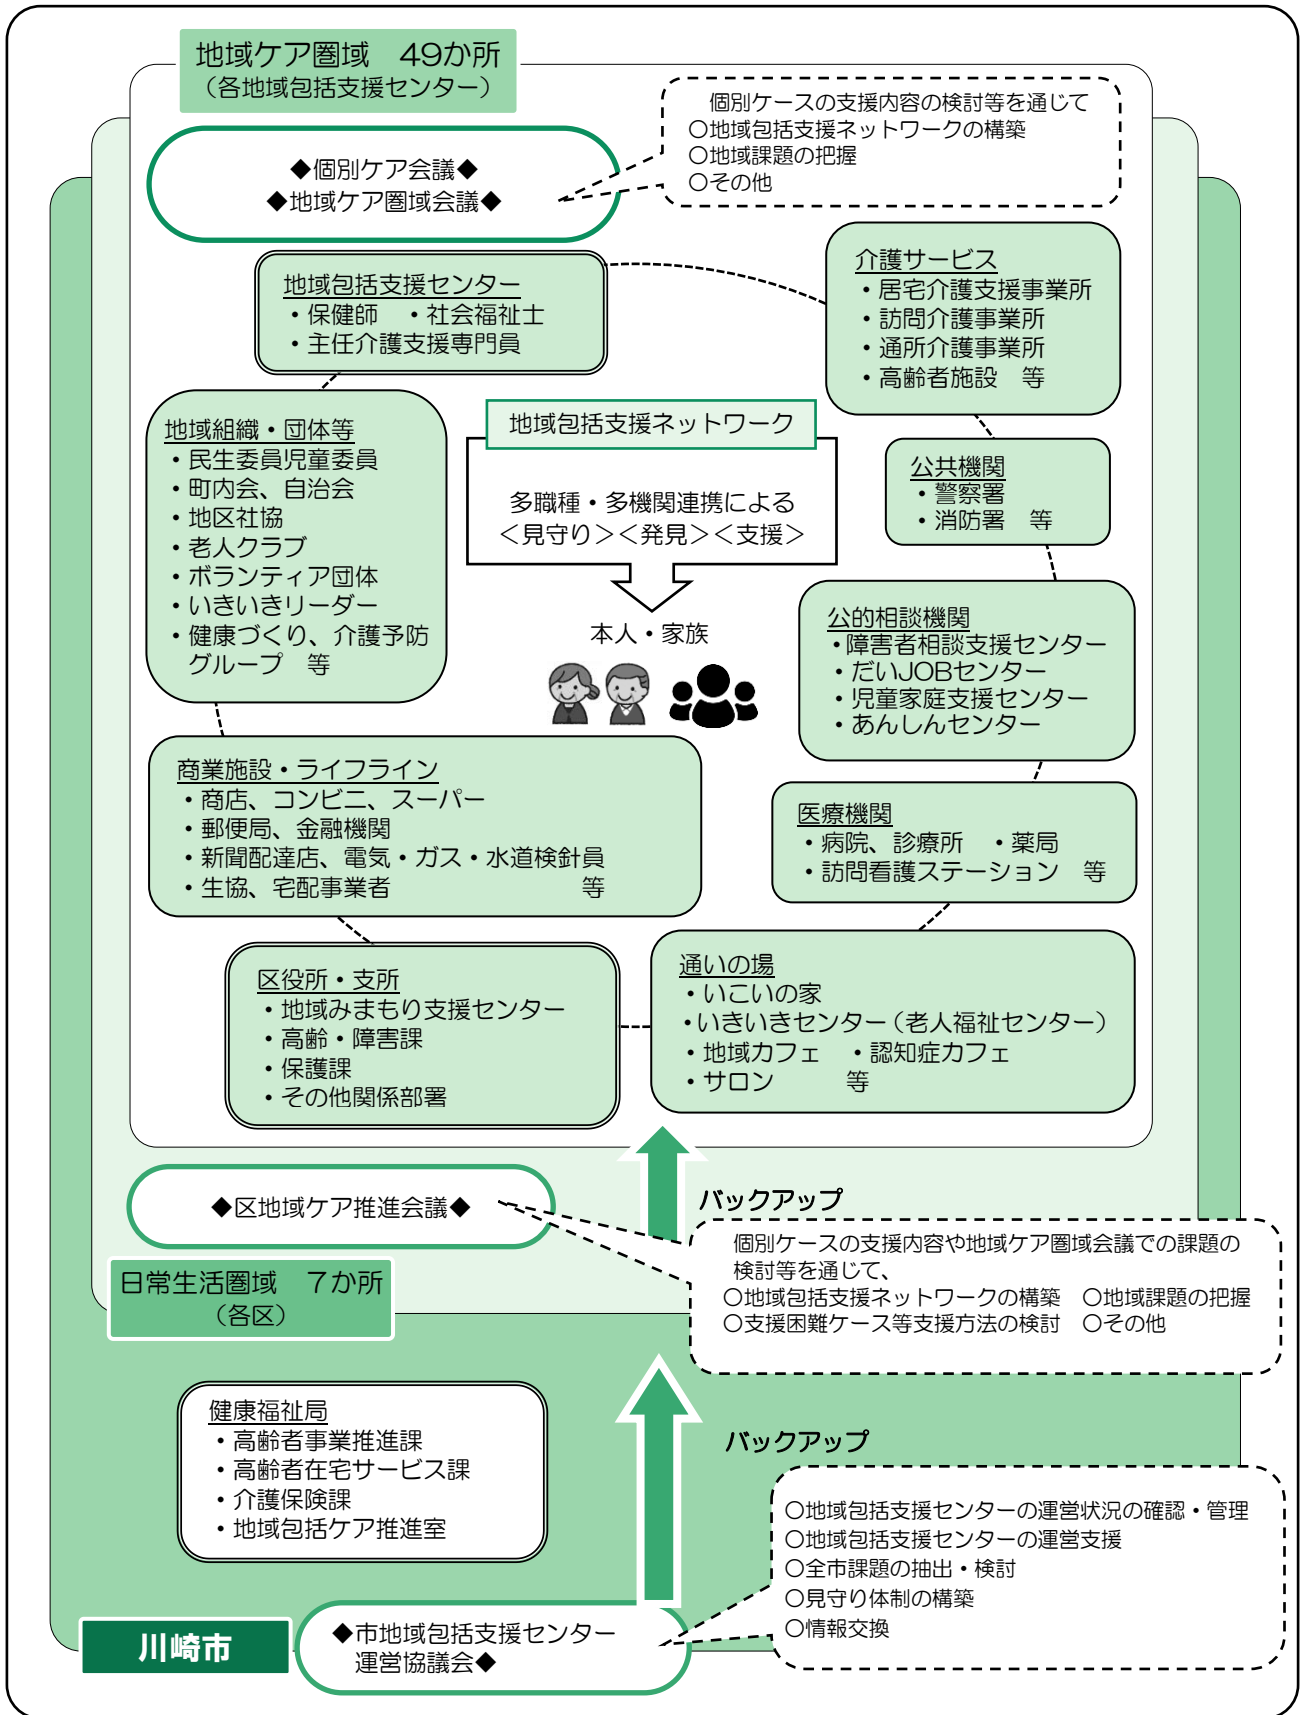 地域ケア圏域　49か所
（各地域包括支援センター）
個別ケースの支援内容の検討等を通じて
○地域包括支援ネットワークの構築
○地域課題の把握
○その他
◆個別ケア会議◆
◆地域ケア圏域会議◆
地域包括支援センター
・保健師　・社会福祉士
・主任介護支援専門員
介護サービス
・居宅介護支援事業所
・訪問介護事業所
・通所介護事業所
・高齢者施設　等
地域組織・団体等
・民生委員児童委員
・町内会、自治会
・地区社協
・老人クラブ
・ボランティア団体
・いきいきリーダー
・健康づくり、介護予防
グループ　等
地域包括支援ネットワーク
多職種・多機関連携による
＜見守り＞＜発見＞＜支援＞
本人・家族
公共機関
・警察署
・消防署　等
公的相談機関
・障害者相談支援センター
・だいJOBセンター
・児童家庭支援センター
・あんしんセンター
商業施設・ライフライン
・商店、コンビニ、スーパー
・郵便局、金融機関
・新聞配達店、電気・ガス・水道検針員
・生協、宅配事業者　　　　　　　　等
医療機関
・病院、診療所　・薬局
・訪問看護ステーション　等
区役所・支所
・地域みまもり支援センター
・高齢・障害課
・保護課
・その他関係部署
通いの場
・いこいの家
・いきいきセンター（老人福祉センター）
・地域カフェ　・認知症カフェ
・サロン　　　等
◆区地域ケア推進会議◆
バックアップ
個別ケースの支援内容や地域ケア圏域会議での課題の
検討等を通じて、
○地域包括支援ネットワークの構築　○地域課題の把握
○支援困難ケース等支援方法の検討　○その他
日常生活圏域　７か所
（各区）
健康福祉局
・高齢者事業推進課
・高齢者在宅サービス課
・介護保険課
・地域包括ケア推進室
バックアップ
○地域包括支援センターの運営状況の確認・管理
○地域包括支援センターの運営支援
○全市課題の抽出・検討
○見守り体制の構築
○情報交換
川崎市
◆市地域包括支援センター
運営協議会◆